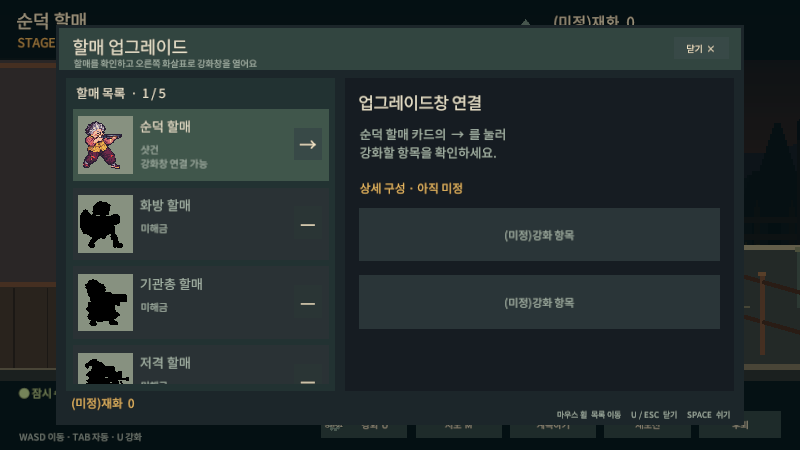 순덕 할매
(미정)재화 0
STAGE
할매 업그레이드
할매를 확인하고 오른쪽 화살표로 강화창을 열어요
닫기 ×
할매 목록 · 1/5
순덕 할매
샷건
강화창 연결 가능
→
화방 할매
미해금
—
기관총 할매
미해금
—
저격 할매
미해금
—
업그레이드창 연결
순덕 할매 카드의 → 를 눌러
강화할 항목을 확인하세요.
상세 구성 · 아직 미정
(미정)강화 항목
(미정)강화 항목
(미정)재화 0
마우스 휠 목록 이동 U / ESC 닫기 SPACE 쉬기
잠시
WASD 이동 · TAB 자동 · U 강화